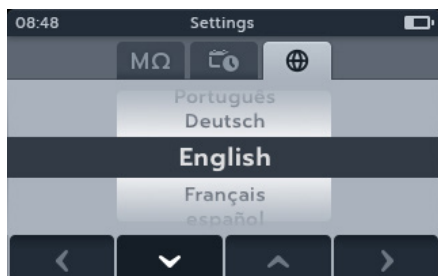 08:48 Settings
MΩ
Português
Deutsch
English
Français
español